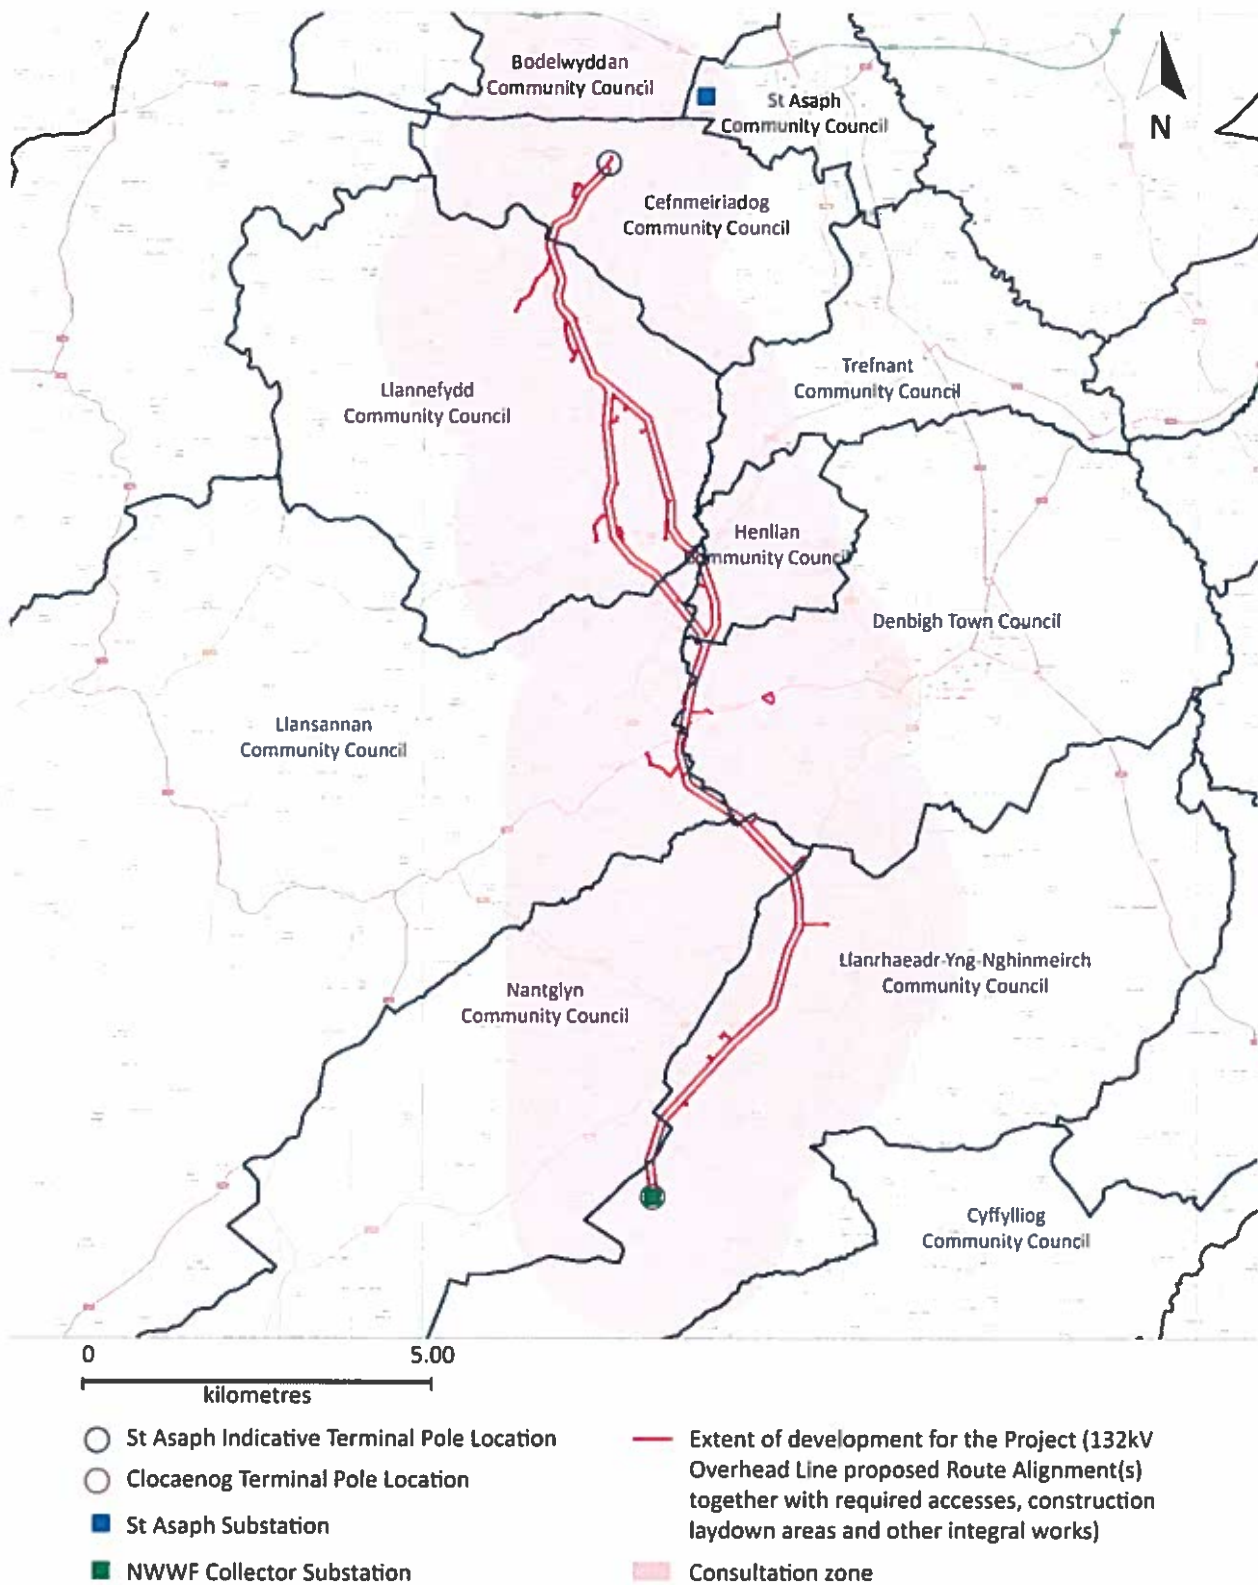 Bodelwyddan
Community Council
St Asaph
Community Council
N
Cefnmeiriadog
Community Council
Trefnant
Community Council
Llannefydd
Community Council
Henllan
Community Council
Denbigh Town Council
Llansannan
Community Council
Llanrhaeadr-Yng-Nghinmeirch
Community Council
Nantglyn
Community Council
Cyffylliog
Community Council
0 5.00
kilometres
St Asaph Indicative Terminal Pole Location
Clocaenog Terminal Pole Location
St Asaph Substation
NWWF Collector Substation
Extent of development for the Project (132kV
Overhead Line proposed Route Alignment(s)
together with required accesses, construction
laydown areas and other integral works)
Consultation zone